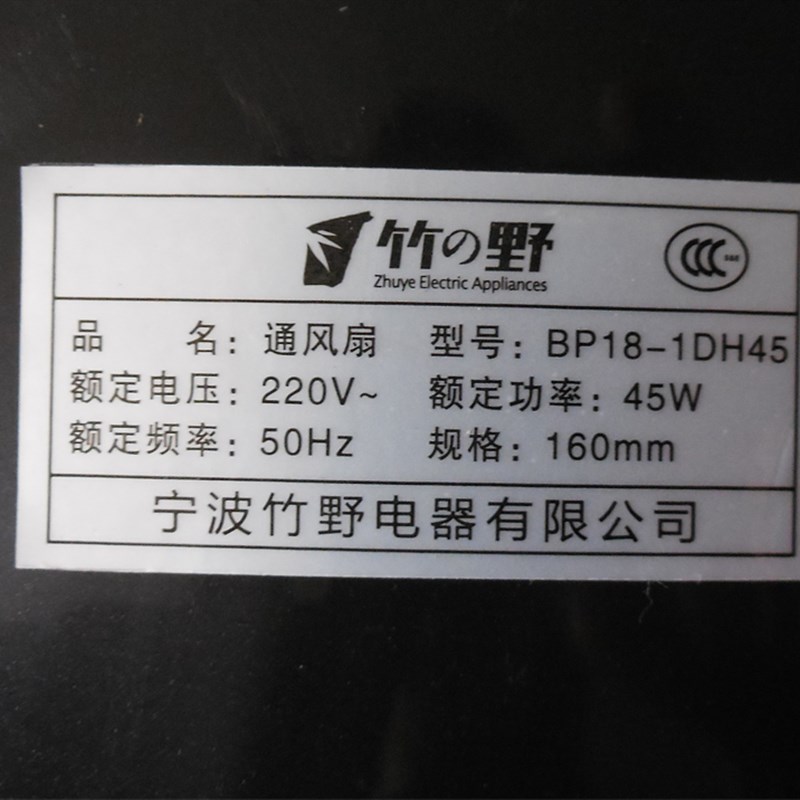 竹の野
Zhuye Electric Appliances
品 名：通风扇 型号：BP18-1DH45
额定电压：220V~ 额定功率：45W
额定频率：50Hz 规格：160mm
宁波竹野电器有限公司